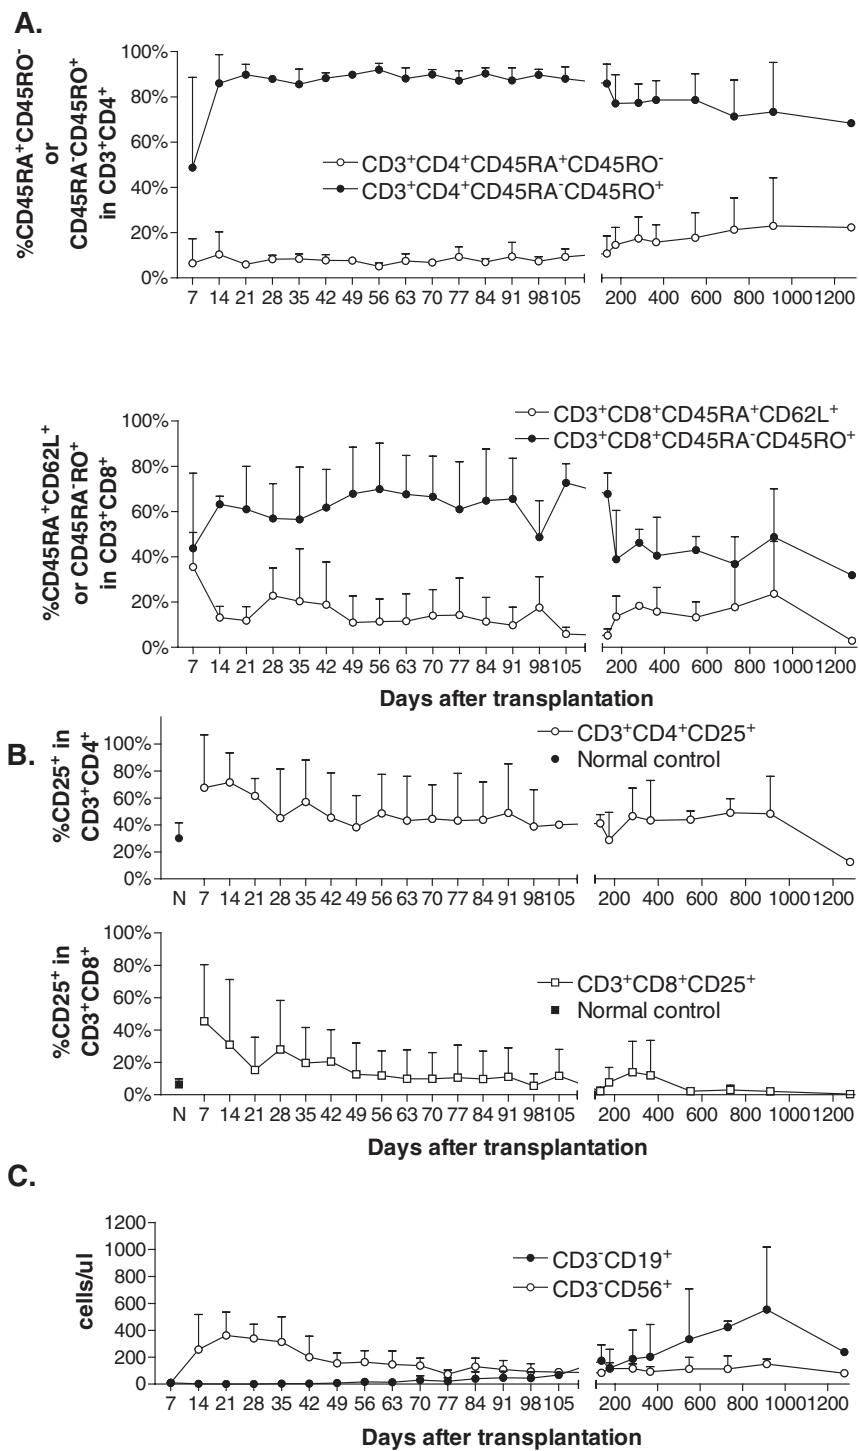 A.
%CD45RA⁺CD45RO⁻
or
CD45RA⁻CD45RO⁺
in CD3⁺CD4⁺
100%
80%
60%
40%
20%
0%
CD3⁺CD4⁺CD45RA⁺CD45RO⁻
CD3⁺CD4⁺CD45RA⁻CD45RO⁺
7 14 21 28 35 42 49 56 63 70 77 84 91 98 105 200 400 600 800 1000 1200
%CD45RA⁺CD62L⁺
or CD45RA⁻RO⁺
in CD3⁺CD8⁺
100%
80%
60%
40%
20%
0%
CD3⁺CD8⁺CD45RA⁺CD62L⁺
CD3⁺CD8⁺CD45RA⁻CD45RO⁺
7 14 21 28 35 42 49 56 63 70 77 84 91 98 105 200 400 600 800 1000 1200
Days after transplantation
B.
%CD25⁺ in
CD3⁺CD4⁺
100%
80%
60%
40%
20%
0%
CD3⁺CD4⁺CD25⁺
Normal control
N 7 14 21 28 35 42 49 56 63 70 77 84 91 98 105 200 400 600 800 1000 1200
%CD25⁺ in
CD3⁺CD8⁺
100%
80%
60%
40%
20%
0%
CD3⁺CD8⁺CD25⁺
Normal control
N 7 14 21 28 35 42 49 56 63 70 77 84 91 98 105 200 400 600 800 1000 1200
Days after transplantation
C.
cells/ul
1200
1000
800
600
400
200
0
CD3⁻CD19⁺
CD3⁻CD56⁺
7 14 21 28 35 42 49 56 63 70 77 84 91 98 105 200 400 600 800 1000 1200
Days after transplantation